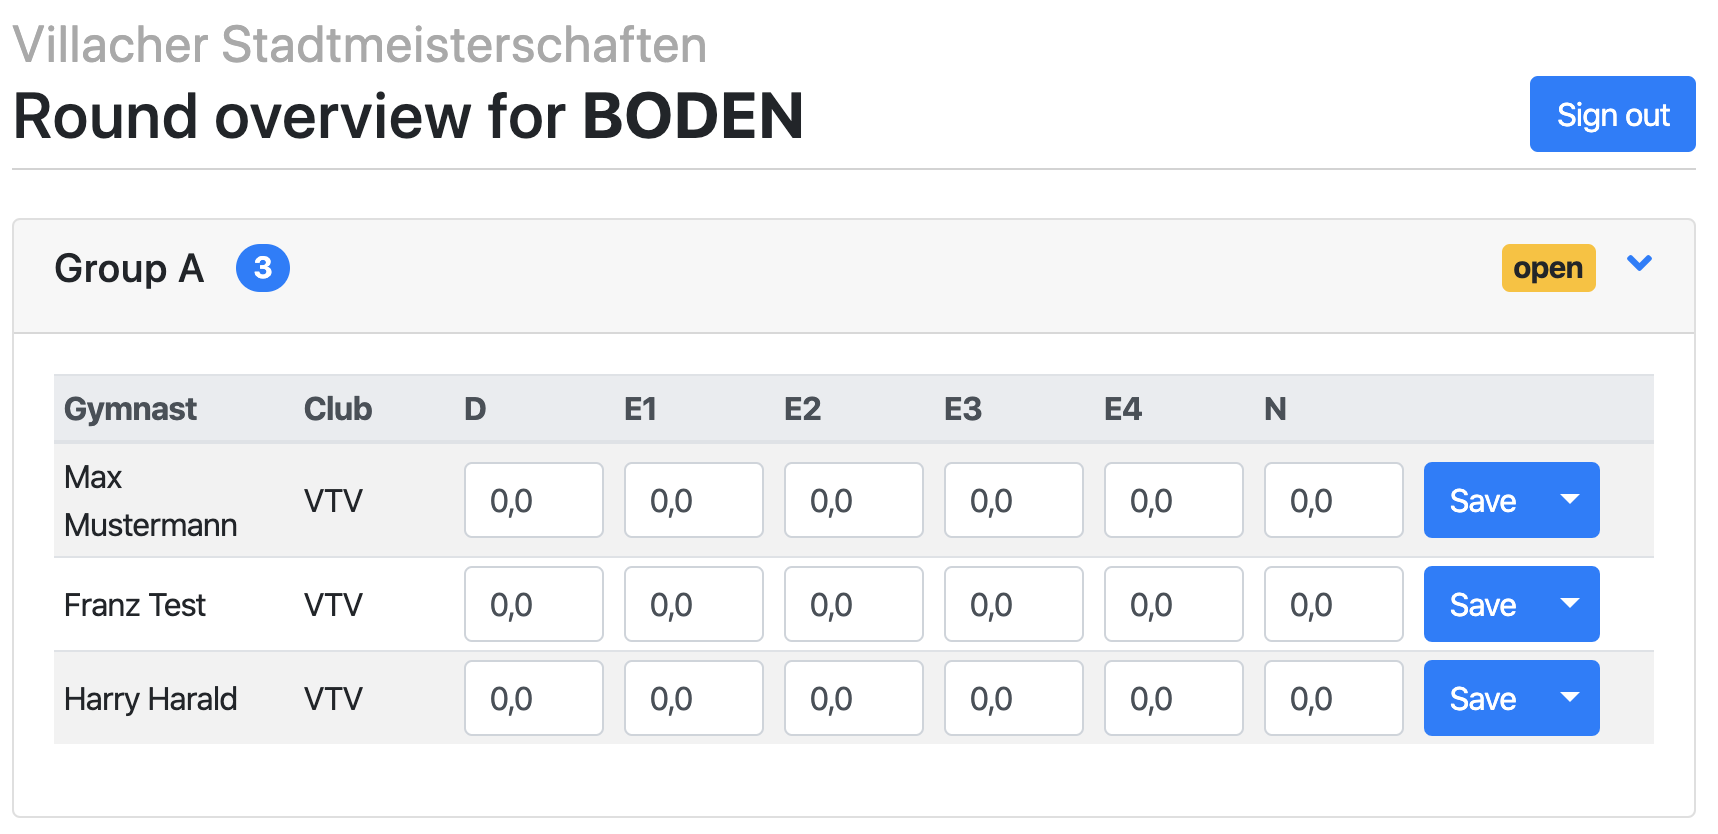 Villacher Stadtmeisterschaften
Round overview for BODEN
Sign out
Group A 3 open
Gymnast Club D E1 E2 E3 E4 N
Max
Mustermann VTV 0,0 0,0 0,0 0,0 0,0 0,0 Save
Franz Test VTV 0,0 0,0 0,0 0,0 0,0 0,0 Save
Harry Harald VTV 0,0 0,0 0,0 0,0 0,0 0,0 Save